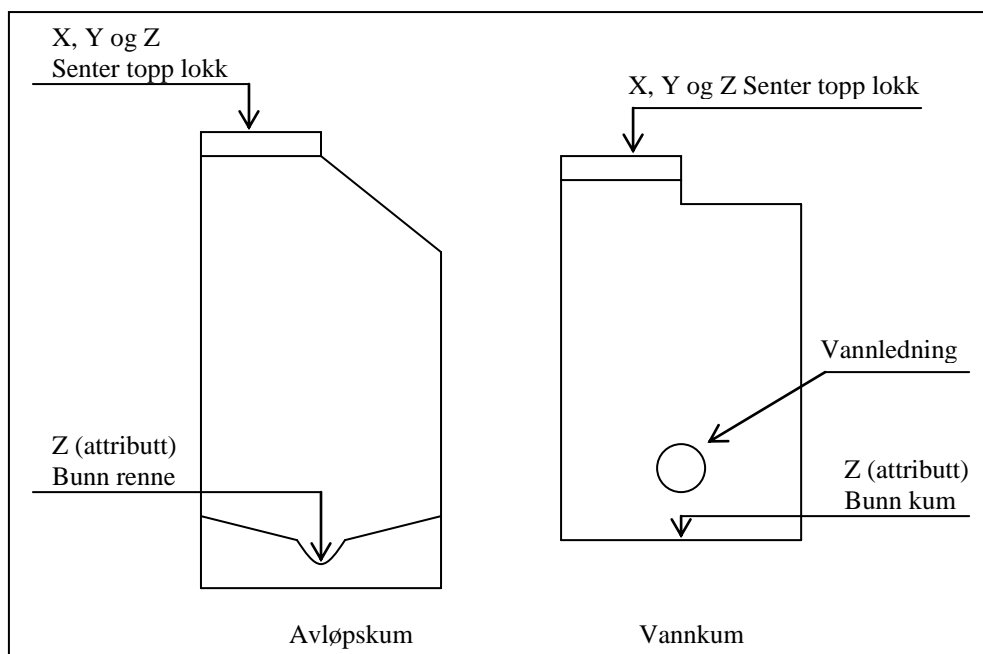 X, Y og Z
Senter topp lokk
X, Y og Z Senter topp lokk
Vannledning
Z (attributt)
Bunn renne
Z (attributt)
Bunn kum
Avløpskum
Vannkum